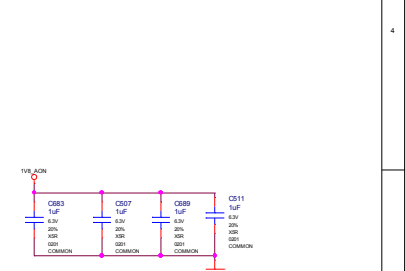 4
1V8_AON
C683
1uF
6.3V
20%
X5R
0201
COMMON
C507
1uF
6.3V
20%
X5R
0201
COMMON
C689
1uF
6.3V
20%
X5R
0201
COMMON
C511
1uF
6.3V
20%
X5R
0201
COMMON